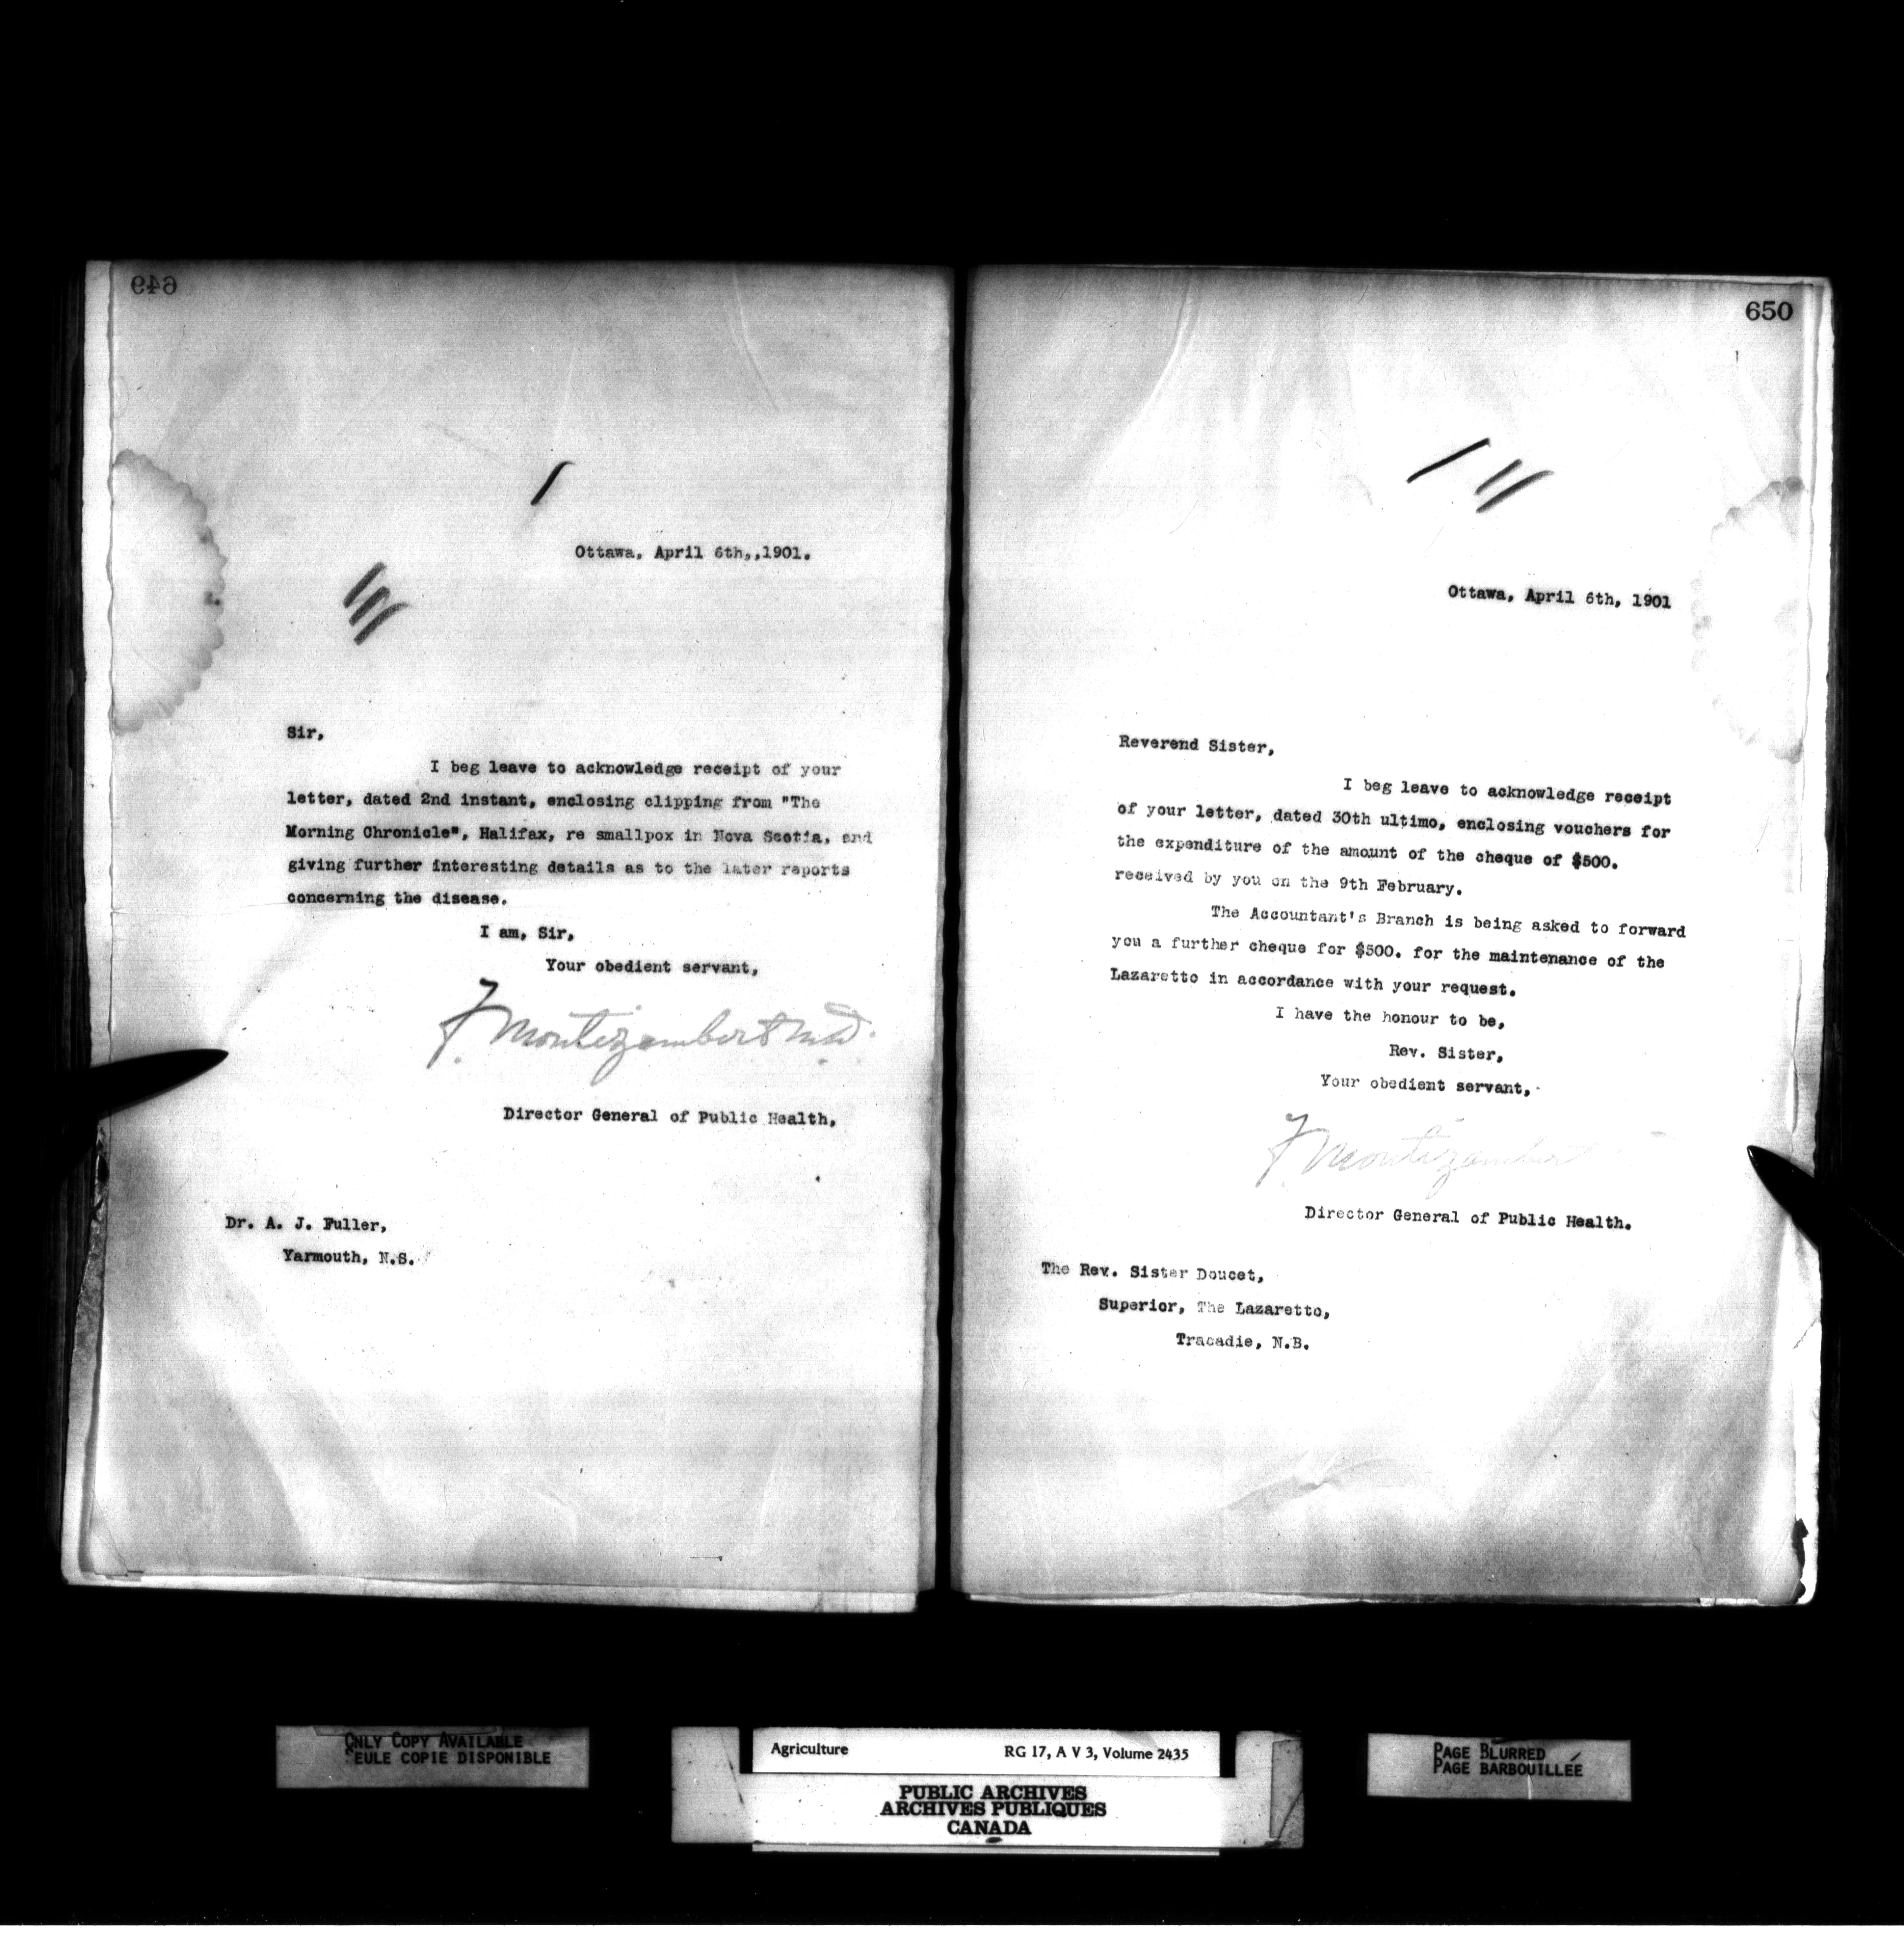 649
Ottawa, April 6th,,1901.
Sir,
I beg leave to acknowledge receipt of your
letter, dated 2nd instant, enclosing clipping from "The
Morning Chronicle", Halifax, re smallpox in Nova Scotia, and
giving further interesting details as to the later reports
concerning the disease.
I am, Sir,
Your obedient servant,
F. Montizambert M.D.
Director General of Public Health,
Dr. A. J. Fuller,
Yarmouth, N.S.
650
Ottawa, April 6th, 1901
Reverend Sister,
I beg leave to acknowledge receipt
of your letter, dated 30th ultimo, enclosing vouchers for
the expenditure of the amount of the cheque of $500.
received by you on the 9th February.
The Accountant's Branch is being asked to forward
you a further cheque for $500. for the maintenance of the
Lazaretto in accordance with your request.
I have the honour to be,
Rev. Sister,
Your obedient servant,
F. Montizambert
Director General of Public Health.
The Rev. Sister Doucet,
Superior, The Lazaretto,
Tracadie, N.B.
ONLY COPY AVAILABLE
SEULE COPIE DISPONIBLE
Agriculture RG 17, A V 3, Volume 2435
PUBLIC ARCHIVES
ARCHIVES PUBLIQUES
CANADA
PAGE BLURRED
PAGE BARBOUILLÉE